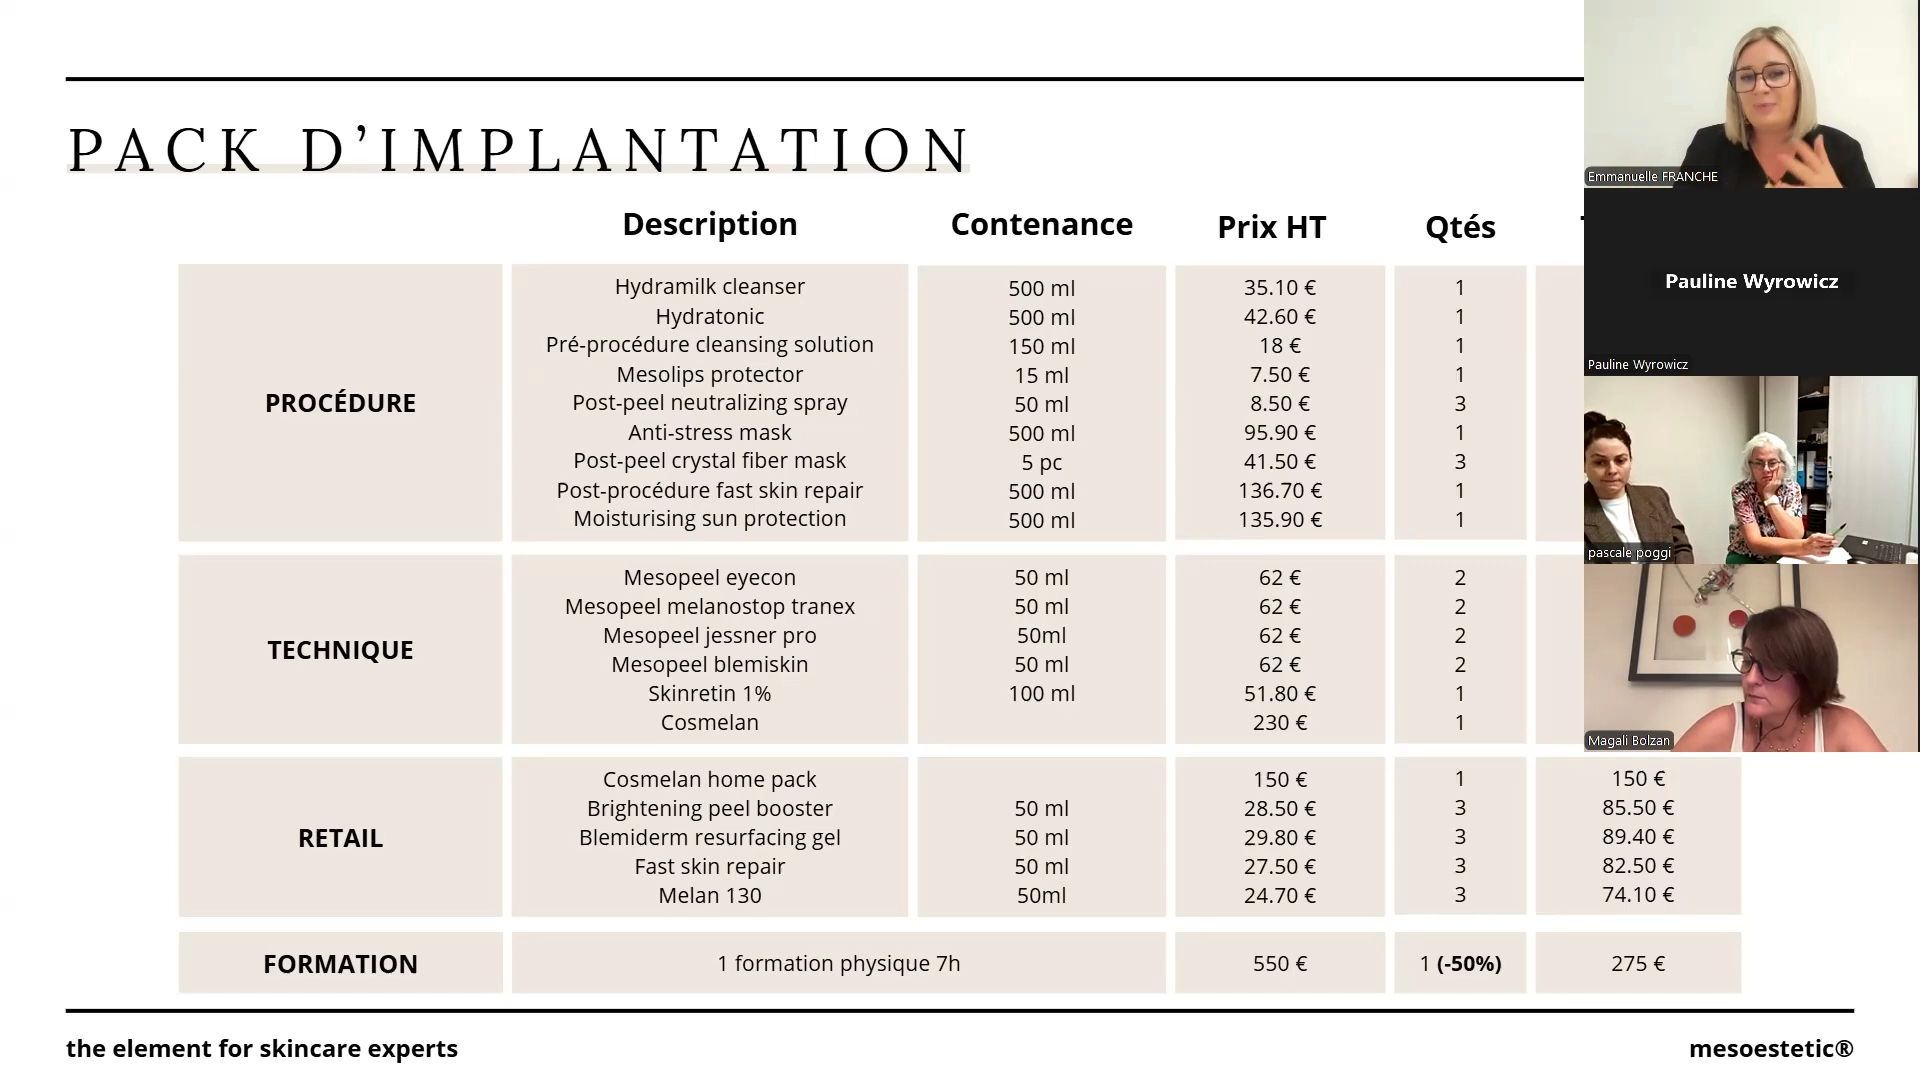 PACK D’IMPLANTATION
Description Contenance Prix HT Qtés
PROCÉDURE
Hydramilk cleanser 500 ml 35.10 € 1
Hydratonic 500 ml 42.60 € 1
Pré-procédure cleansing solution 150 ml 18 € 1
Mesolips protector 15 ml 7.50 € 1
Post-peel neutralizing spray 50 ml 8.50 € 3
Anti-stress mask 500 ml 95.90 € 1
Post-peel crystal fiber mask 5 pc 41.50 € 3
Post-procédure fast skin repair 500 ml 136.70 € 1
Moisturising sun protection 500 ml 135.90 € 1
TECHNIQUE
Mesopeel eyecon 50 ml 62 € 2
Mesopeel melanostop tranex 50 ml 62 € 2
Mesopeel jessner pro 50ml 62 € 2
Mesopeel blemiskin 50 ml 62 € 2
Skinretin 1% 100 ml 51.80 € 1
Cosmelan 230 € 1
RETAIL
Cosmelan home pack 150 € 1 150 €
Brightening peel booster 50 ml 28.50 € 3 85.50 €
Blemiderm resurfacing gel 50 ml 29.80 € 3 89.40 €
Fast skin repair 50 ml 27.50 € 3 82.50 €
Melan 130 50ml 24.70 € 3 74.10 €
FORMATION 1 formation physique 7h 550 € 1 (-50%) 275 €
the element for skincare experts mesoestetic®
Emmanuelle FRANCHE
Pauline Wyrowicz
Pauline Wyrowicz
pascale poggi
Magali Bolzan